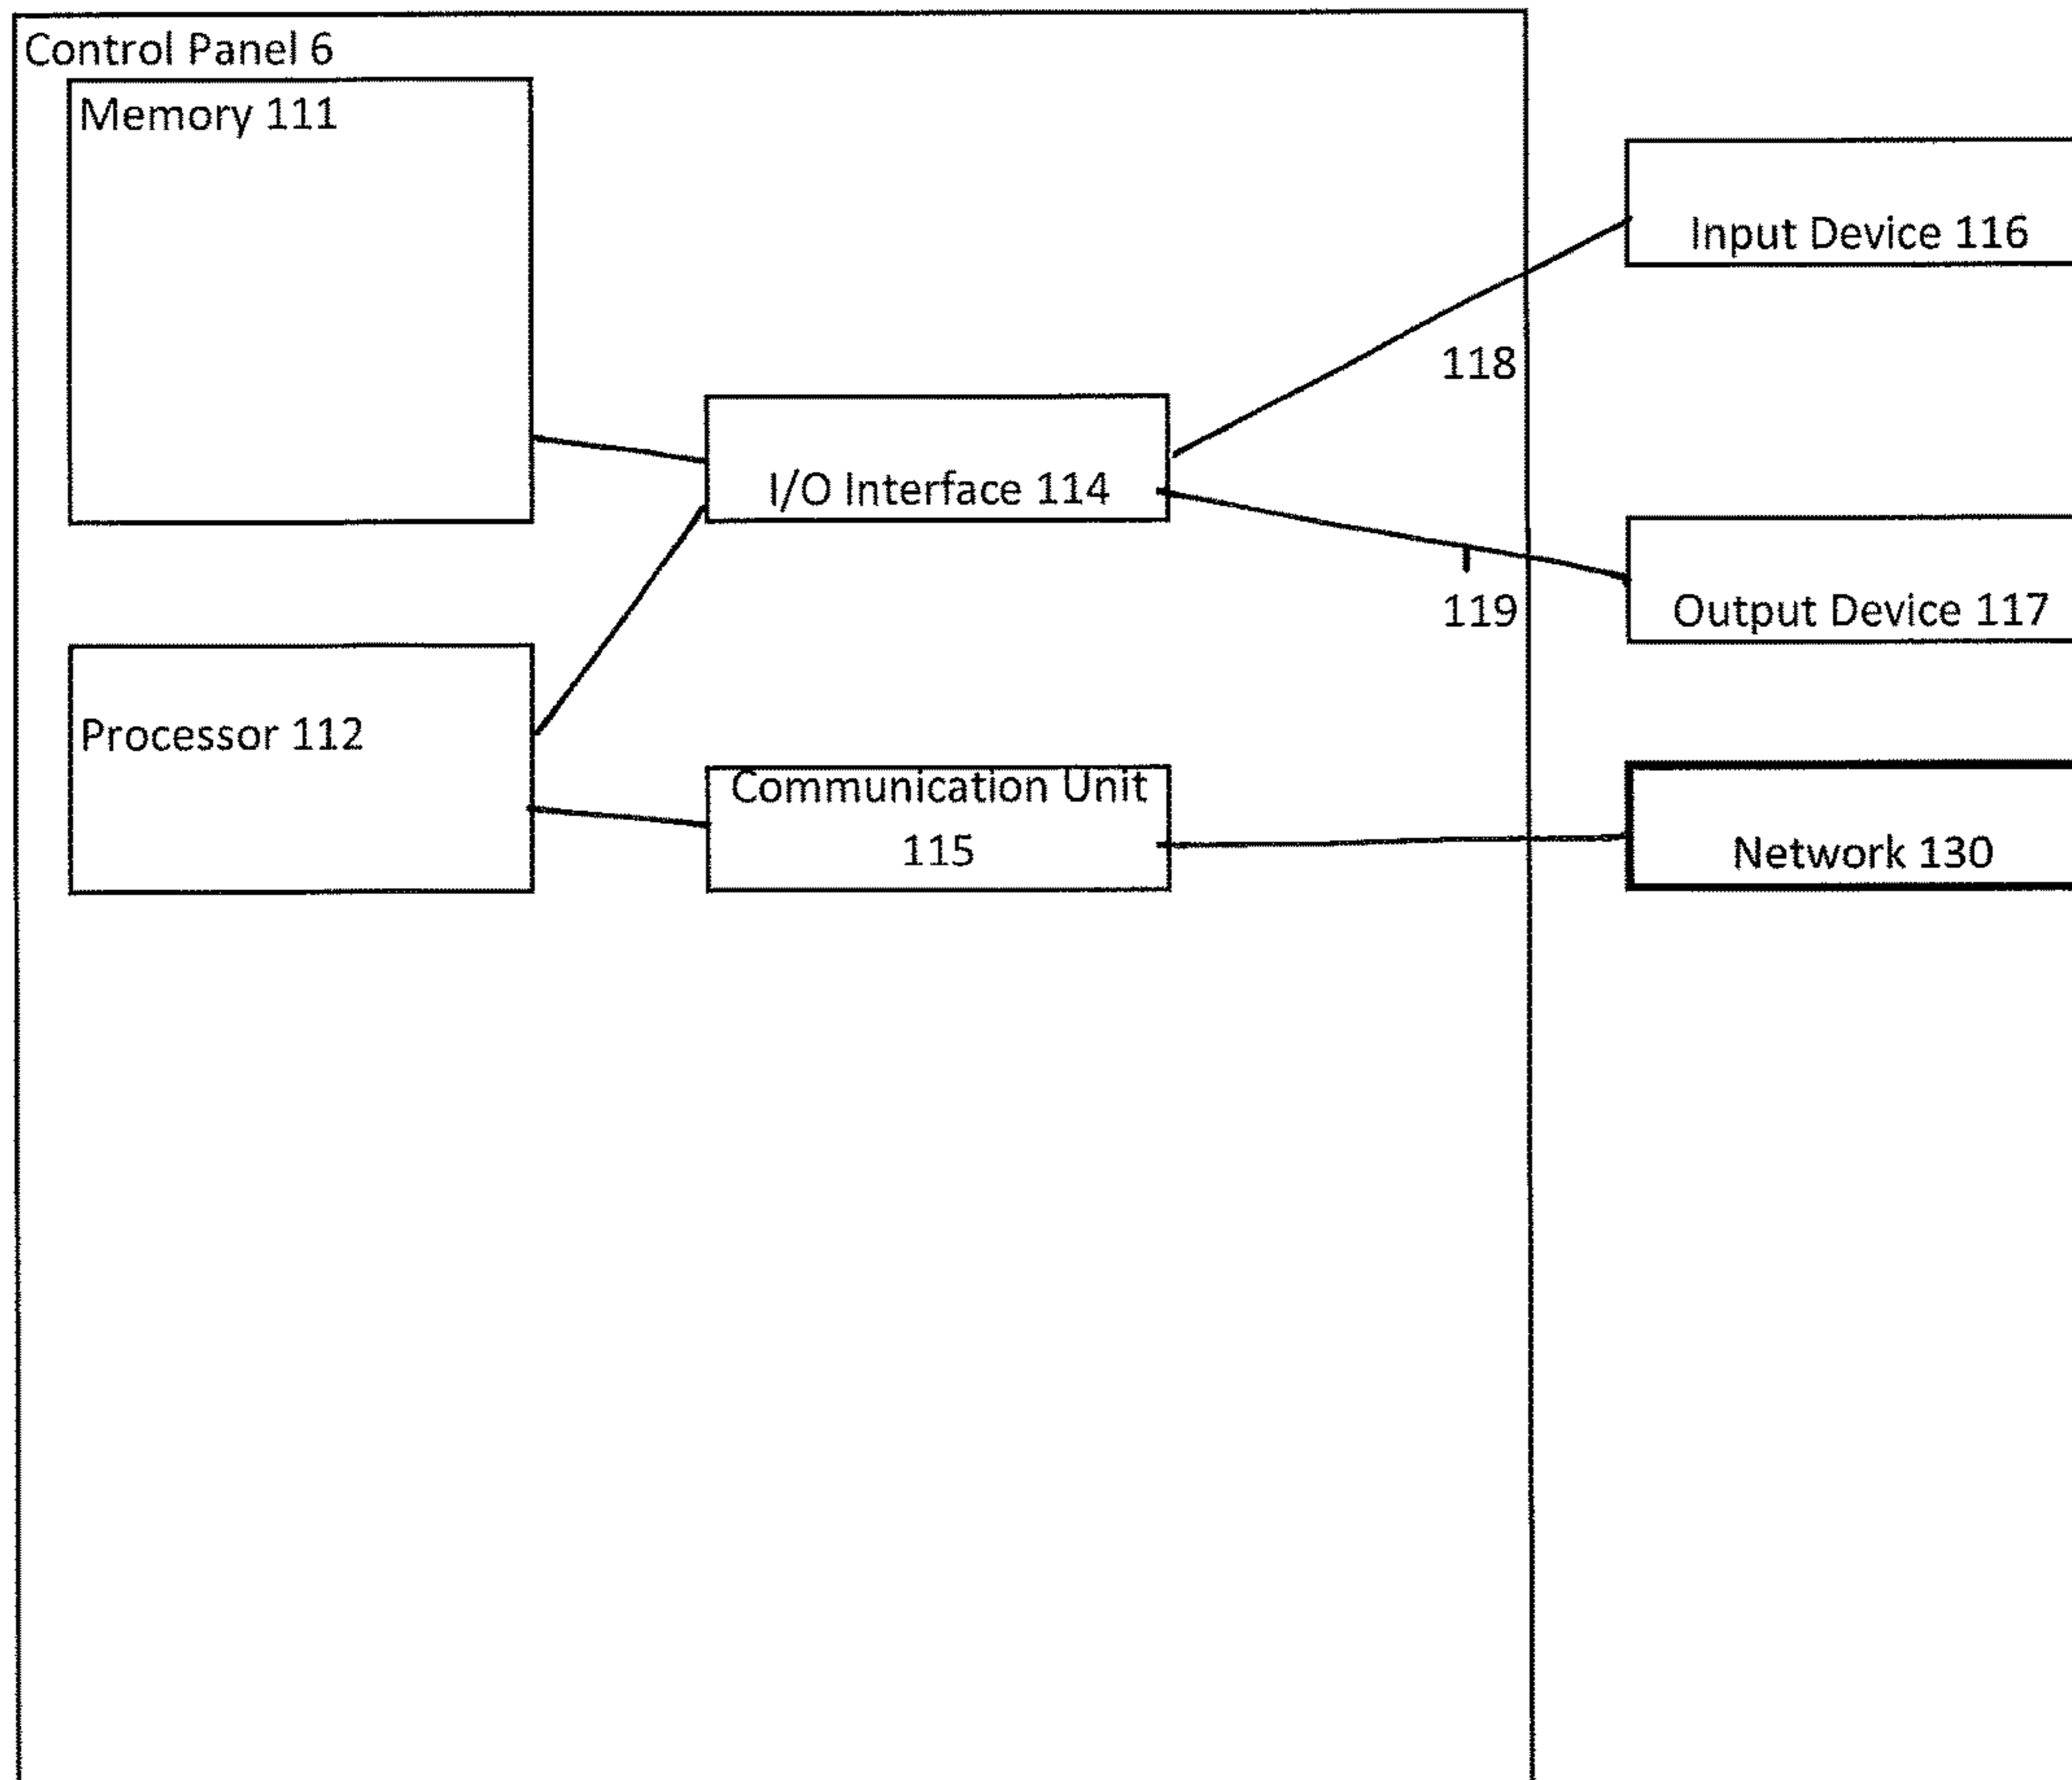 Control Panel 6
Memory 111
Input Device 116
118
I/O Interface 114
119
Output Device 117
Processor 112
Communication Unit
115
Network 130